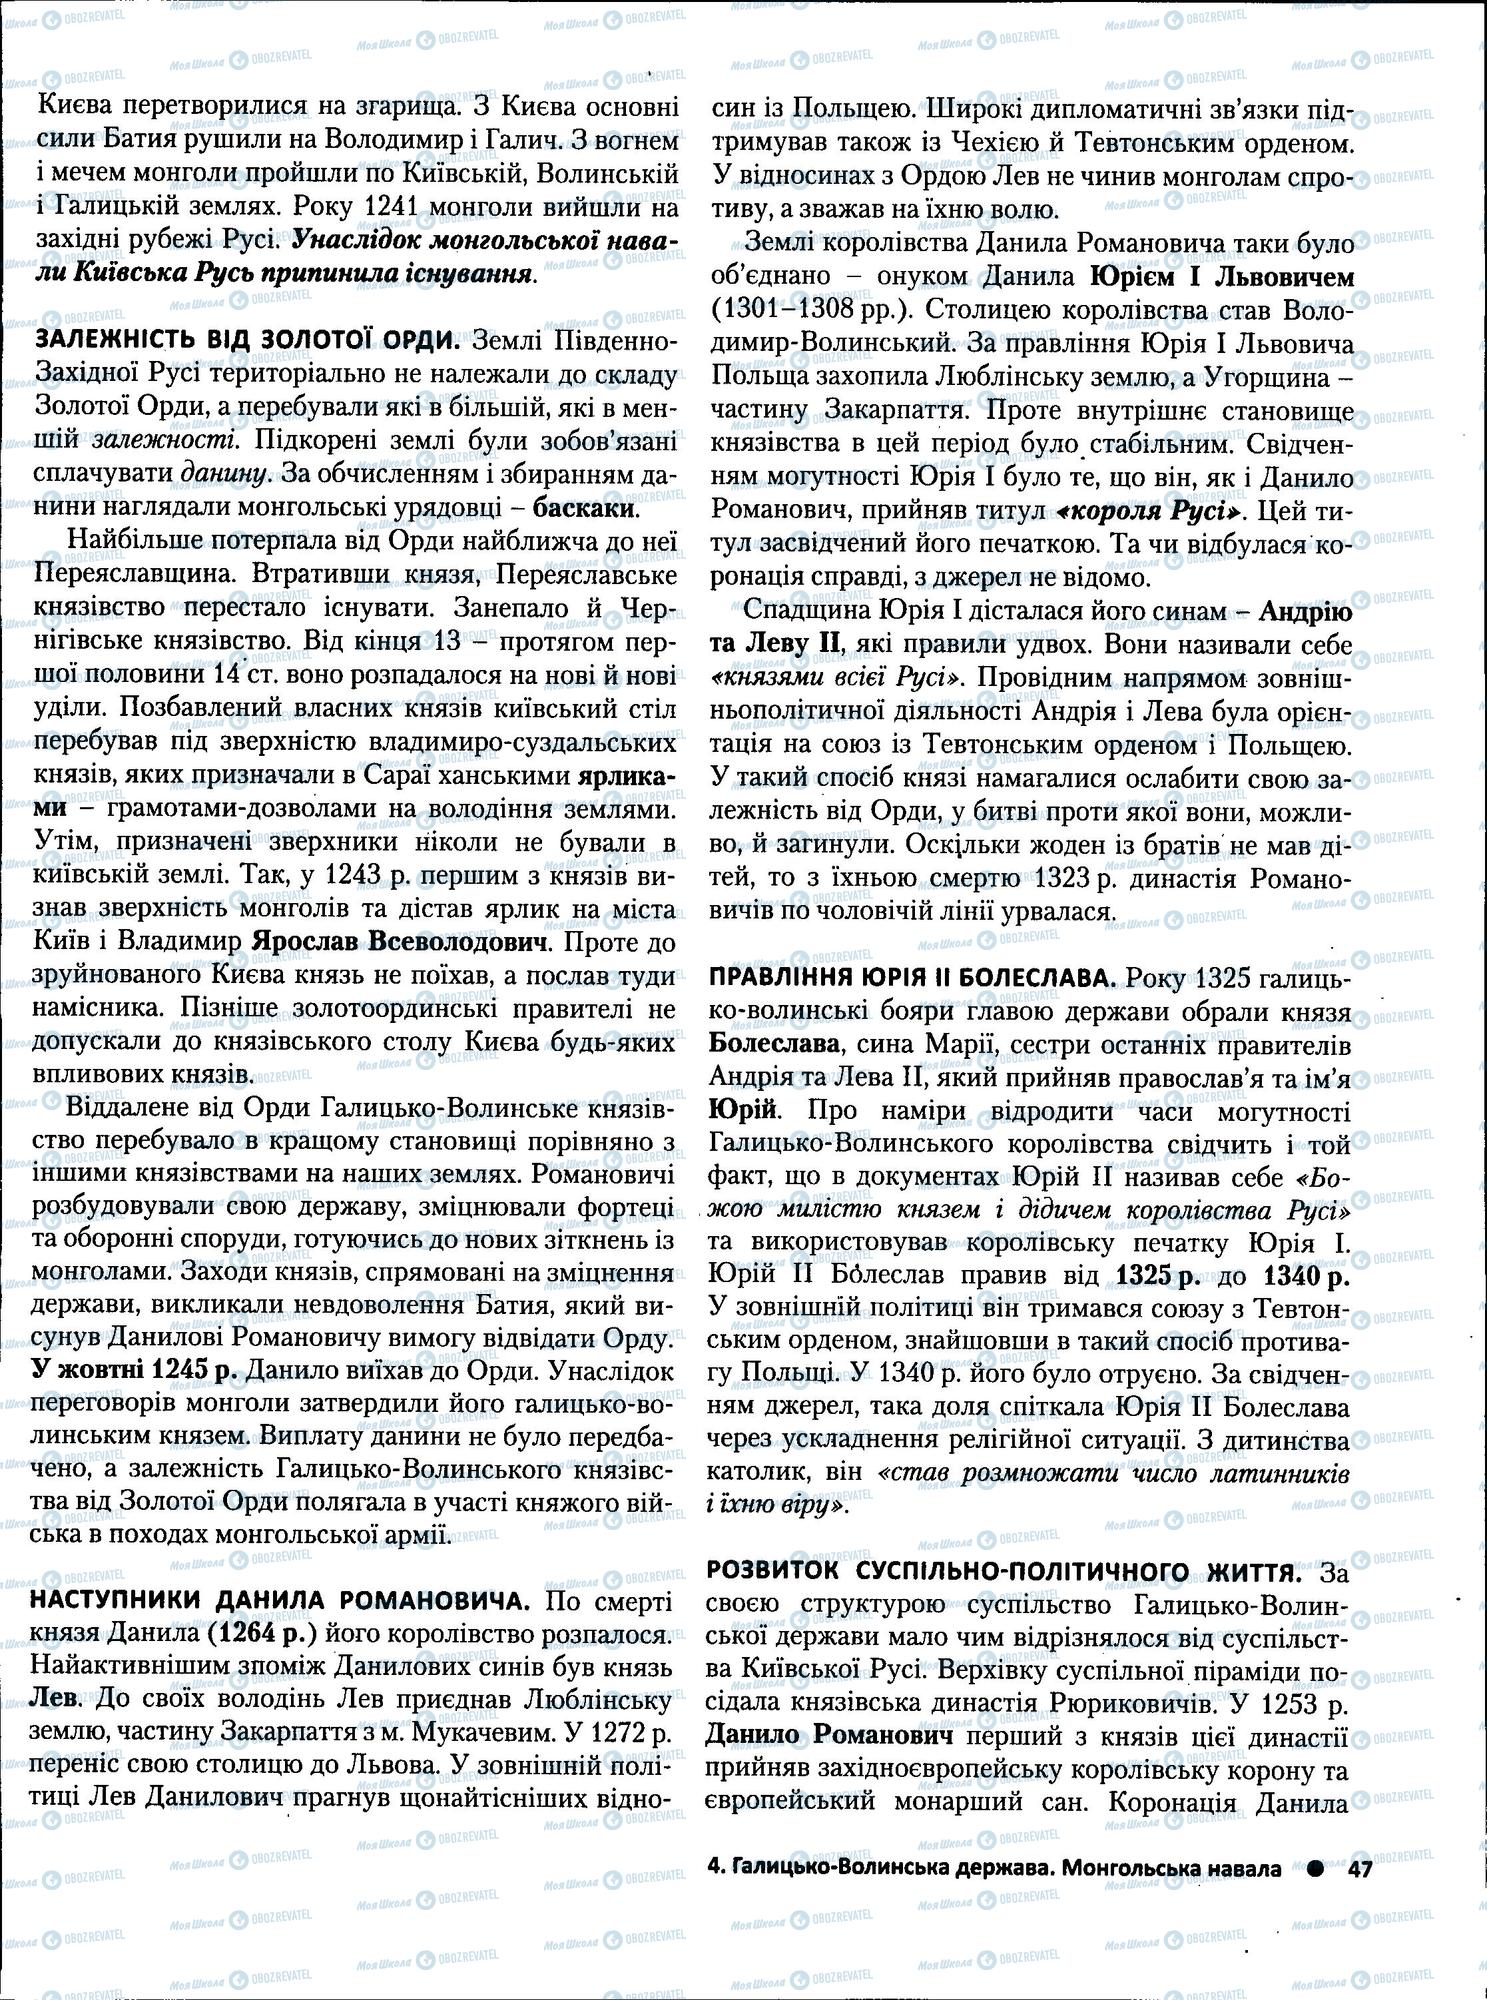 Києва перетворилися на згарища. З Києва основні
сили Батия рушили на Володимир і Галич. З вогнем
і мечем монголи пройшли по Київській, Волинській
і Галицькій землях. Року 1241 монголи вийшли на
західні рубежі Русі. Унаслідок монгольської нава-
ли Київська Русь припинила існування.
ЗАЛЕЖНІСТЬ ВІД ЗОЛОТОЇ ОРДИ. Землі Південно-
Західної Русі територіально не належали до складу
Золотої Орди, а перебували які в більшій, які в мен-
шій залежності. Підкорені землі були зобов’язані
сплачувати данину. За обчисленням і збиранням да-
нини наглядали монгольські урядовці – баскаки.
Найбільше потерпала від Орди найближча до неї
Переяславщина. Втративши князя, Переяславське
князівство перестало існувати. Занепало й Чер-
нігівське князівство. Від кінця 13 – протягом пер-
шої половини 14 ст. воно розпадалося на нові й нові
уділи. Позбавлений власних князів київський стіл
перебував під зверхністю владимиро-суздальських
князів, яких призначали в Сараї ханськими ярлика-
ми – грамотами-дозволами на володіння землями.
Утім, призначені зверхники ніколи не бували в
київській землі. Так, у 1243 р. першим з князів ви-
знав зверхність монголів та дістав ярлик на міста
Київ і Владимир Ярослав Всеволодович. Проте до
зруйнованого Києва князь не поїхав, а послав туди
намісника. Пізніше золотоординські правителі не
допускали до князівського столу Києва будь-яких
впливових князів.
Віддалене від Орди Галицько-Волинське князів-
ство перебувало в кращому становищі порівняно з
іншими князівствами на наших землях. Романовичі
розбудовували свою державу, зміцнювали фортеці
та оборонні споруди, готуючись до нових зіткнень із
монголами. Заходи князів, спрямовані на зміцнення
держави, викликали невдоволення Батия, який ви-
сунув Данилові Романовичу вимогу відвідати Орду.
У жовтні 1245 р. Данило виїхав до Орди. Унаслідок
переговорів монголи затвердили його галицько-во-
линським князем. Виплату данини не було передба-
чено, а залежність Галицько-Волинського князівс-
тва від Золотої Орди полягала в участі княжого вій-
ська в походах монгольської армії.
НАСТУПНИКИ ДАНИЛА РОМАНОВИЧА. По смерті
князя Данила (1264 р.) його королівство розпалося.
Найактивнішим зпоміж Данилових синів був князь
Лев. До своїх володінь Лев приєднав Люблінську
землю, частину Закарпаття з м. Мукачевим. У 1272 р.
переніс свою столицю до Львова. У зовнішній полі-
тиці Лев Данилович прагнув щонайтісніших відно-
син із Польщею. Широкі дипломатичні зв’язки під-
тримував також із Чехією й Тевтонським орденом.
У відносинах з Ордою Лев не чинив монголам спро-
тиву, а зважав на їхню волю.
Землі королівства Данила Романовича таки було
об’єднано – онуком Данила Юрієм І Львовичем
(1301–1308 рр.). Столицею королівства став Воло-
димир-Волинський. За правління Юрія І Львовича
Польща захопила Люблінську землю, а Угорщина –
частину Закарпаття. Проте внутрішнє становище
князівства в цей період було стабільним. Свідчен-
ням могутності Юрія І було те, що він, як і Данило
Романович, прийняв титул «короля Русі». Цей ти-
тул засвідчений його печаткою. Та чи відбулася ко-
ронація справді, з джерел не відомо.
Спадщина Юрія І дісталася його синам – Андрію
та Леву ІІ, які правили удвох. Вони називали себе
«князями всієї Русі». Провідним напрямом зовніш-
ньополітичної діяльності Андрія і Лева була орієн-
тація на союз із Тевтонським орденом і Польщею.
У такий спосіб князі намагалися ослабити свою за-
лежність від Орди, у битві проти якої вони, можли-
во, й загинули. Оскільки жоден із братів не мав ді-
тей, то з їхньою смертю 1323 р. династія Романо-
вичів по чоловічій лінії урвалася.
ПРАВЛІННЯ ЮРІЯ ІІ БОЛЕСЛАВА. Року 1325 галиць-
ко-волинські бояри главою держави обрали князя
Болеслава, сина Марії, сестри останніх правителів
Андрія та Лева ІІ, який прийняв православ’я та ім’я
Юрій. Про наміри відродити часи могутності
Галицько-Волинського королівства свідчить і той
факт, що в документах Юрій ІІ називав себе «Бо-
жою милістю князем і дідичем королівства Русі»
та використовував королівську печатку Юрія І.
Юрій ІІ Болеслав правив від 1325 р. до 1340 р.
У зовнішній політиці він тримався союзу з Тевтон-
ським орденом, знайшовши в такий спосіб против­а-
гу Польщі. У 1340 р. його було отруєно. За свідчен-
ням джерел, така доля спіткала Юрія ІІ Болеслава
через ускладнення релігійної ситуації. З дитинства
католик, він «став розмножати число латинників
і їхню віру».
РОЗВИТОК СУСПІЛЬНО-ПОЛІТИЧНОГО ЖИТТЯ. За
своєю структурою суспільство Галицько-Волин-
ської держави мало чим відрізнялося від суспільст-
ва Київської Русі. Верхівку суспільної піраміди по-
сідала князівська династія Рюриковичів. У 1253 р.
Данило Романович перший з князів цієї династії
прийняв західноєвропейську королівську корону та
європейський монарший сан. Коронація Данила
4. Галицько-Волинська держава. Монгольська навала ● 47